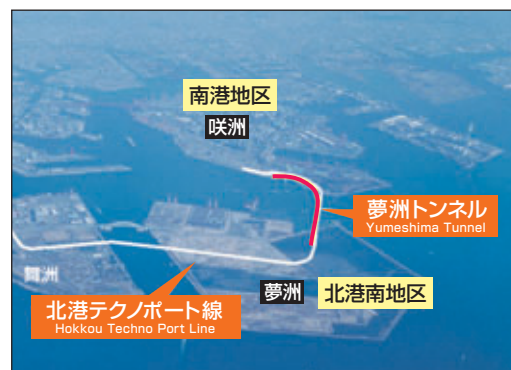 南港地区
咲洲
夢洲トンネル
Yumeshima Tunnel
舞洲
夢洲
北港南地区
北港テクノポート線
Hokkou Techno Port Line